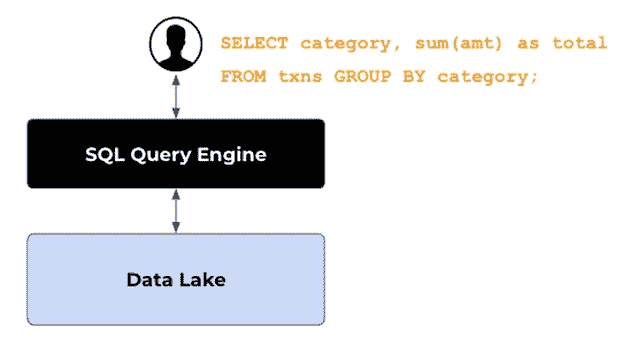 SELECT category, sum(amt) as total
FROM txns GROUP BY category;
SQL Query Engine
Data Lake